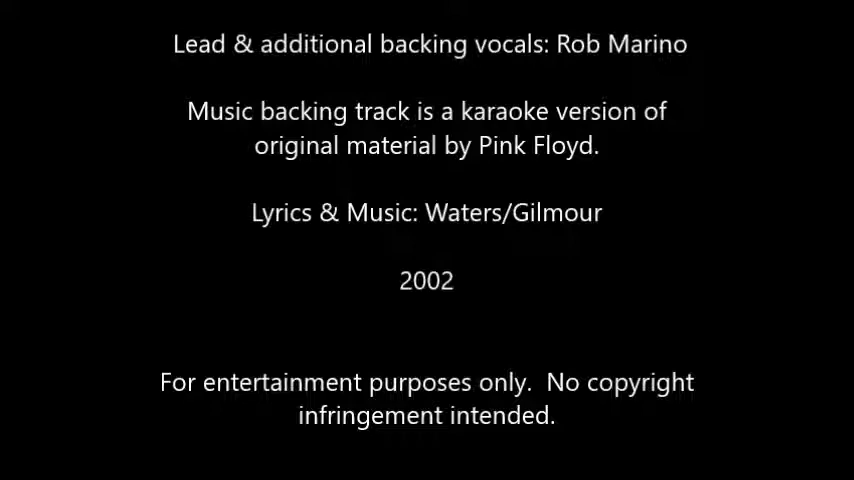 Lead & additional backing vocals: Rob Marino
Music backing track is a karaoke version of
original material by Pink Floyd.
Lyrics & Music: Waters/Gilmour
2002
For entertainment purposes only.  No copyright
infringement intended.